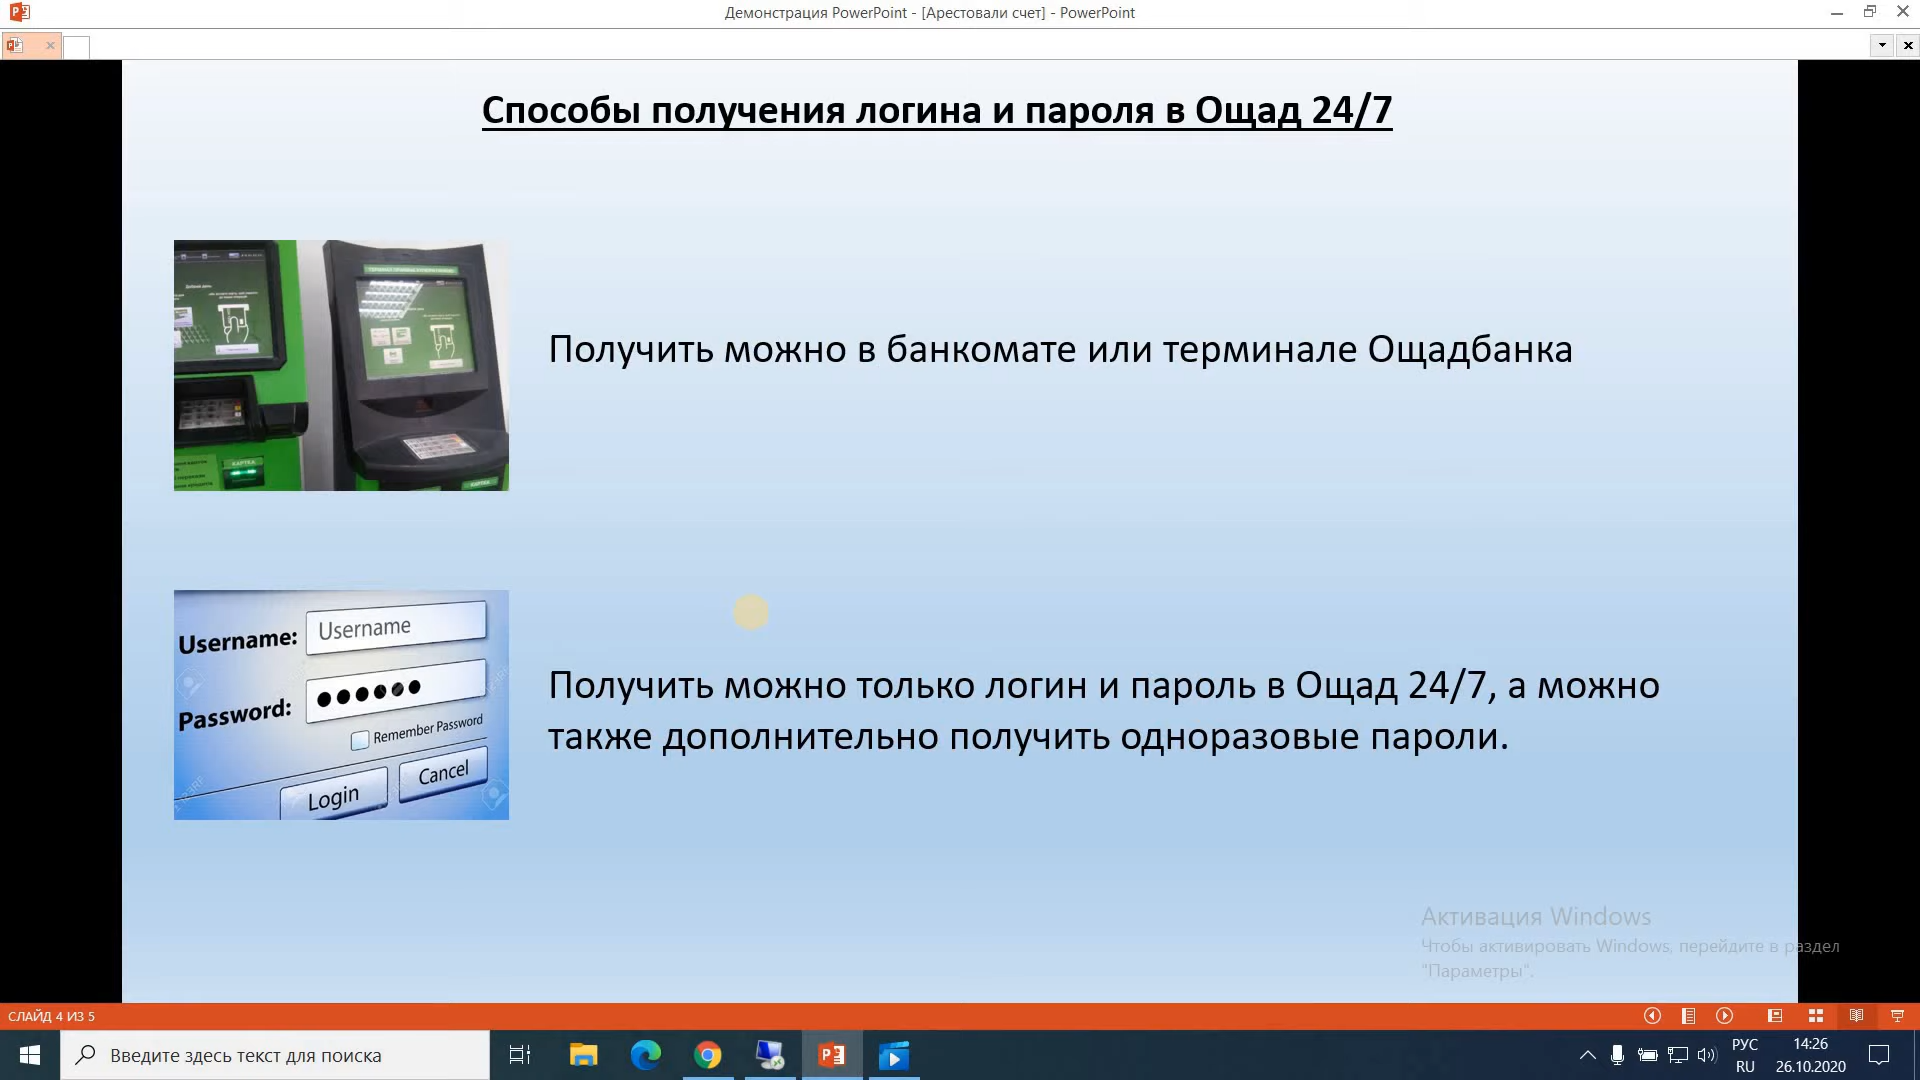 Демонстрация PowerPoint - [Арестовали счет] - PowerPoint
Способы получения логина и пароля в Ощад 24/7
Получить можно в банкомате или терминале Ощадбанка
КАРТКА
КАРТКА
Username: Username
Password:
Remember Password
Login Cancel
Получить можно только логин и пароль в Ощад 24/7, а можно
также дополнительно получить одноразовые пароли.
Активация Windows
Чтобы активировать Windows, перейдите в раздел
"Параметры".
СЛАЙД 4 ИЗ 5
Введите здесь текст для поиска
РУС
RU
14:26
26.10.2020